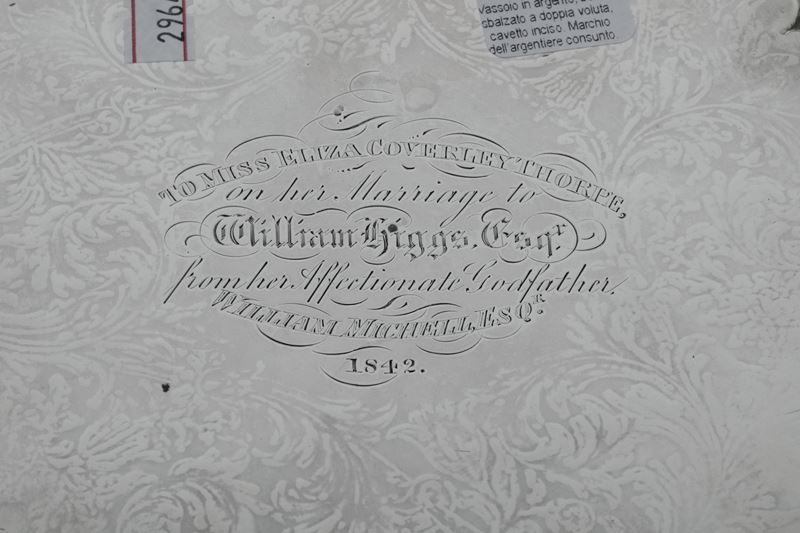 2964
Vassoio in argento,
sbalzato a doppia voluta,
cavetto inciso. Marchio
dell'argentiere consunto.
TO MISS ELIZA COVERLEY THORPE,
on her Marriage to
William Higgs. Esqr
from her Affectionate Godfather,
WILLIAM MICHELL, ESQR.
1842.